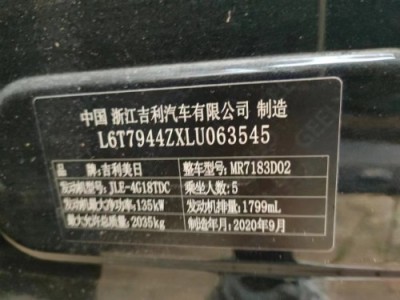 中国 浙江吉利汽车有限公司 制造
L6T7944ZXLU063545
品 牌:吉利美日 整车型号:MR7183D02
发动机型号:JLE-4G18TDC 乘坐人数:5
发动机最大净功率:135kW 发动机排量:1799mL
最大允许总质量:2035kg 制造年月:2020年9月